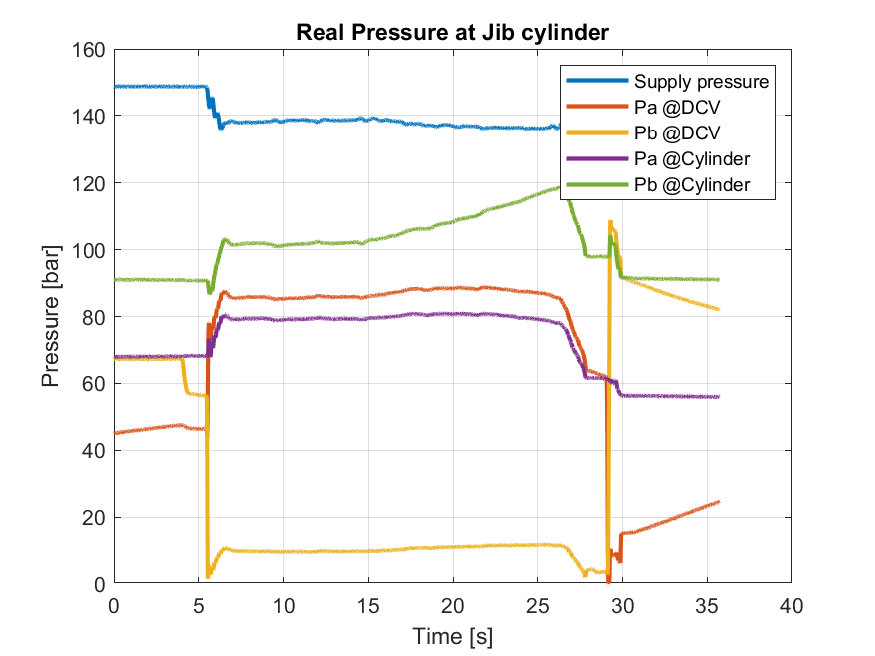 Real Pressure at Jib cylinder
160
140
120
100
80
60
40
20
0
Pressure [bar]
Supply pressure
Pa @DCV
Pb @DCV
Pa @Cylinder
Pb @Cylinder
0 5 10 15 20 25 30 35 40
Time [s]